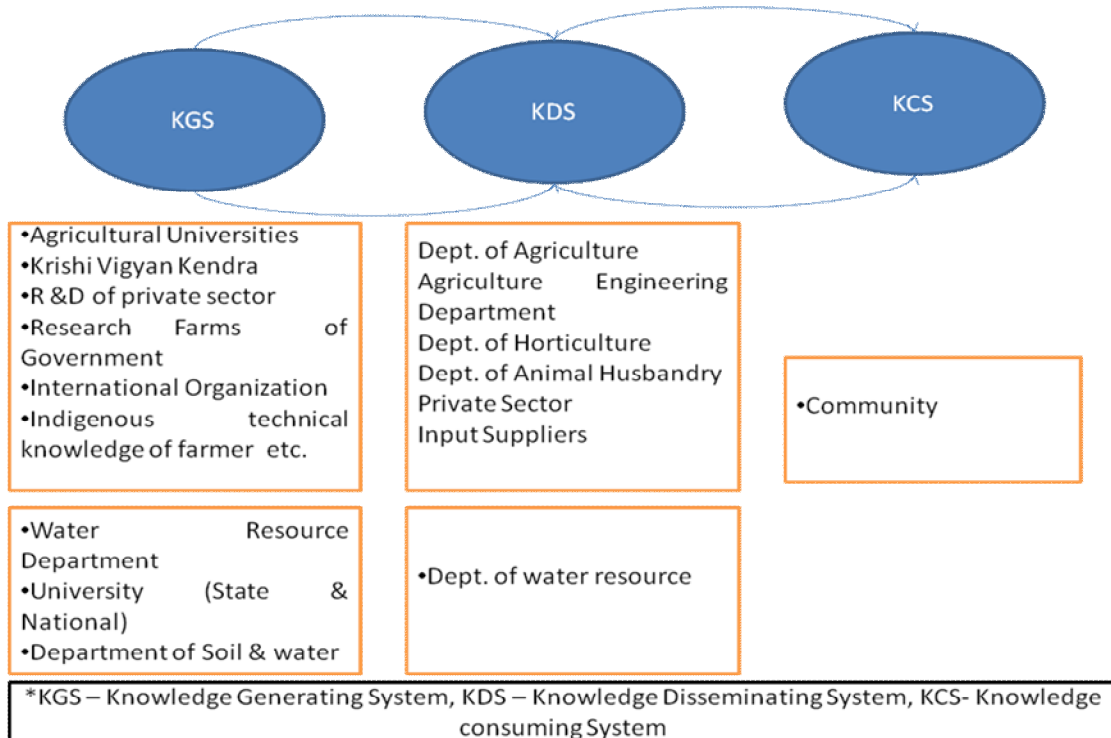 KGS
KDS
KCS
•Agricultural Universities
•Krishi Vigyan Kendra
•R &D of private sector
•Research Farms of
Government
•International Organization
•Indigenous technical
knowledge of farmer etc.
Dept. of Agriculture
Agriculture Engineering
Department
Dept. of Horticulture
Dept. of Animal Husbandry
Private Sector
Input Suppliers
•Community
•Water Resource
Department
•University (State &
National)
•Department of Soil & water
•Dept. of water resource
*KGS – Knowledge Generating System, KDS – Knowledge Disseminating System, KCS- Knowledge
consuming System